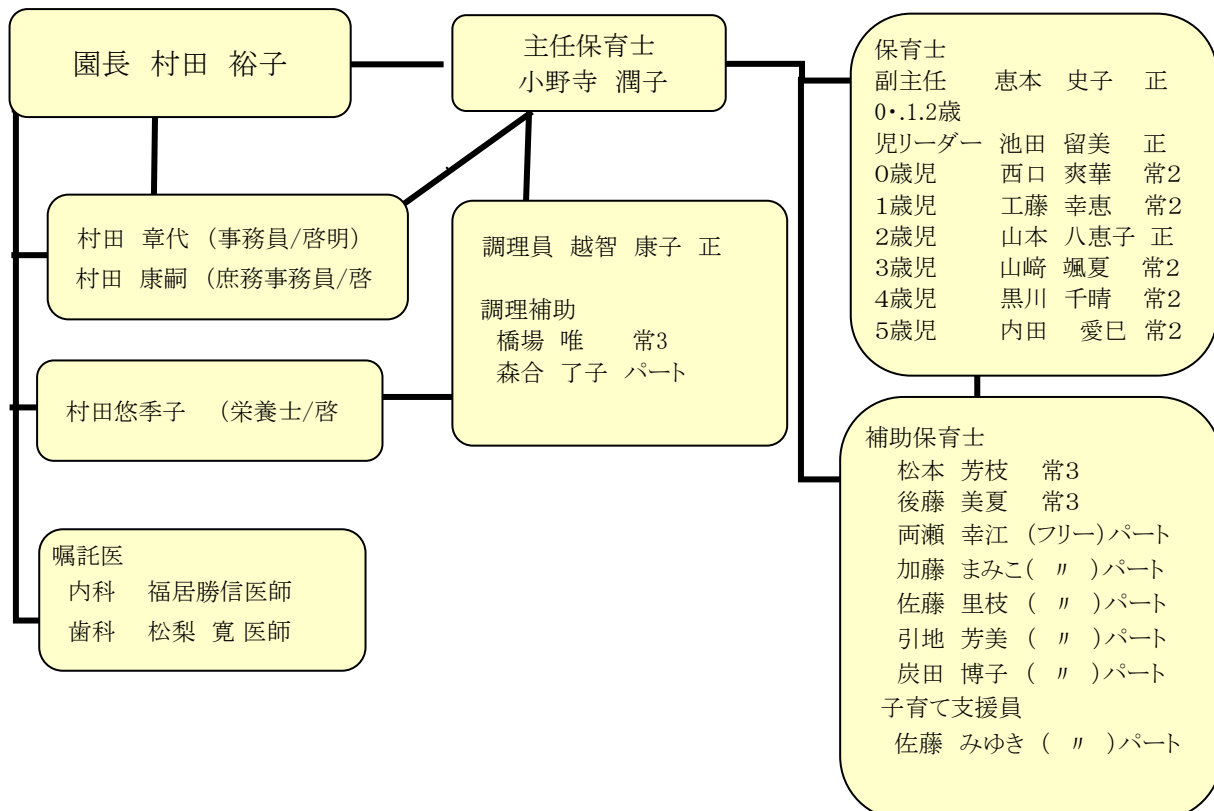 園長 村田 裕子
主任保育士
小野寺 潤子
村田 章代 (事務員/啓明)
村田 康嗣 (庶務事務員/啓
村田悠季子 (栄養士/啓
嘱託医
内科 福居勝信医師
歯科 松梨 寛 医師
調理員 越智 康子 正
調理補助
橋場 唯 常3
森合 了子 パート
保育士
副主任 恵本 史子 正
0・.1.2歳
児リーダー 池田 留美 正
0歳児 西口 爽華 常2
1歳児 工藤 幸恵 常2
2歳児 山本 八恵子 正
3歳児 山﨑 颯夏 常2
4歳児 黒川 千晴 常2
5歳児 内田 愛巳 常2
補助保育士
松本 芳枝 常3
後藤 美夏 常3
両瀬 幸江 (フリー)パート
加藤 まみこ( 〃 )パート
佐藤 里枝 ( 〃 )パート
引地 芳美 ( 〃 )パート
炭田 博子 ( 〃 )パート
子育て支援員
佐藤 みゆき ( 〃 )パート